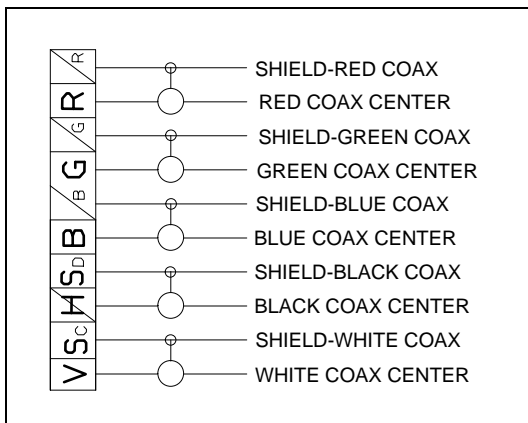 R SHIELD-RED COAX
R RED COAX CENTER
G SHIELD-GREEN COAX
G GREEN COAX CENTER
B SHIELD-BLUE COAX
B BLUE COAX CENTER
SD SHIELD-BLACK COAX
H BLACK COAX CENTER
SC SHIELD-WHITE COAX
V WHITE COAX CENTER